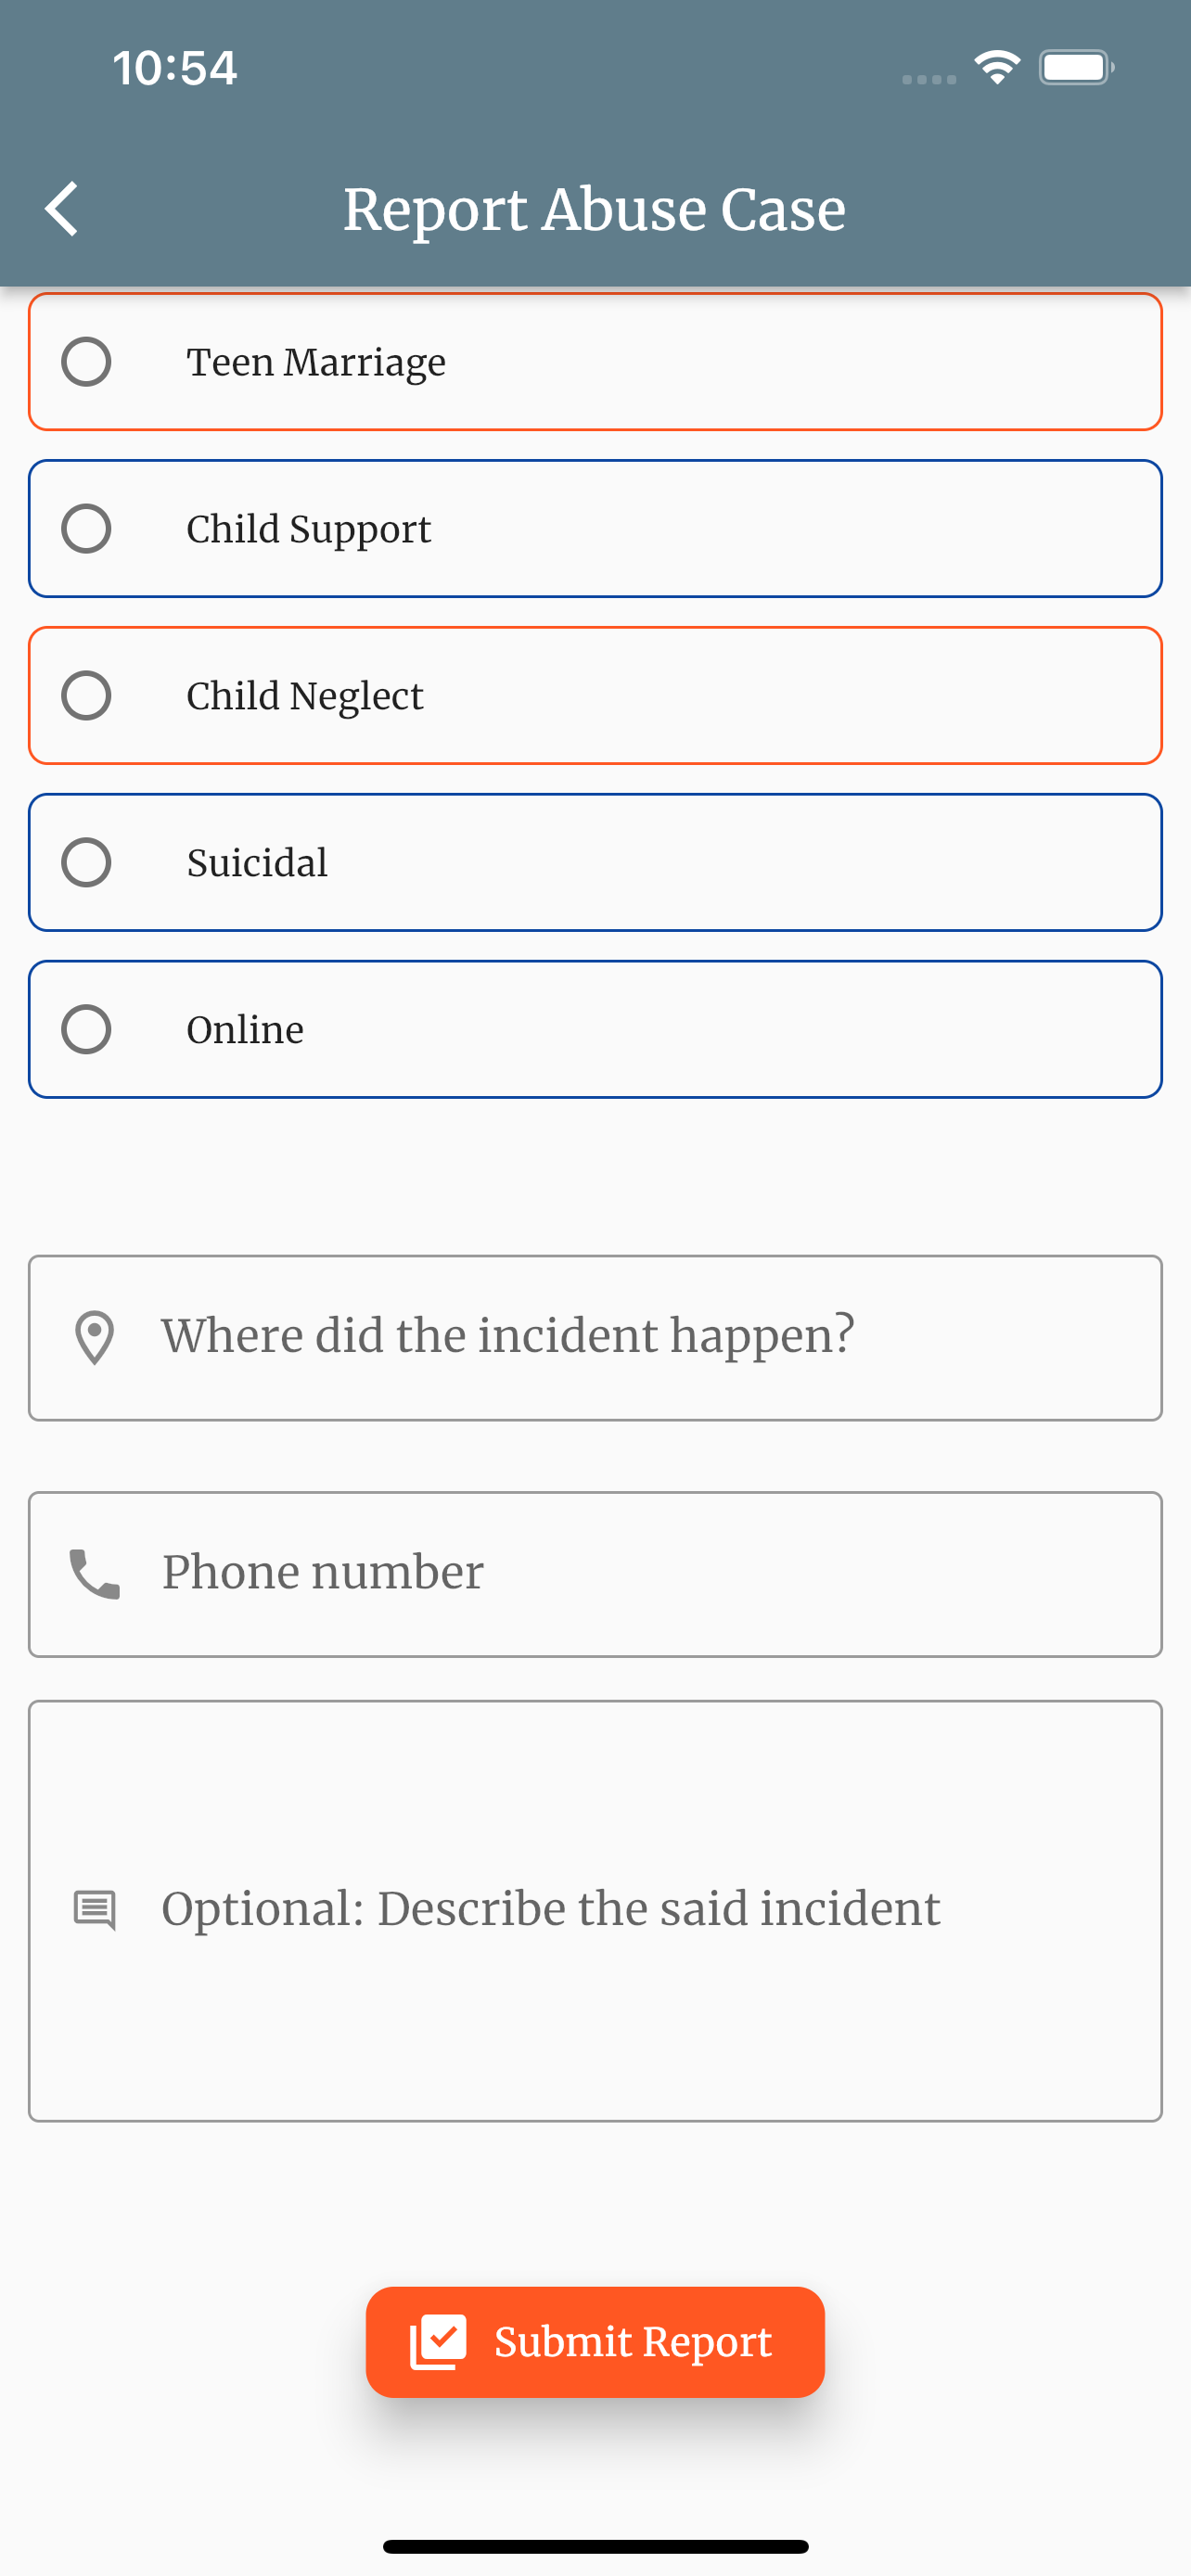 10:54
Report Abuse Case
Teen Marriage
Child Support
Child Neglect
Suicidal
Online
Where did the incident happen?
Phone number
Optional: Describe the said incident
Submit Report